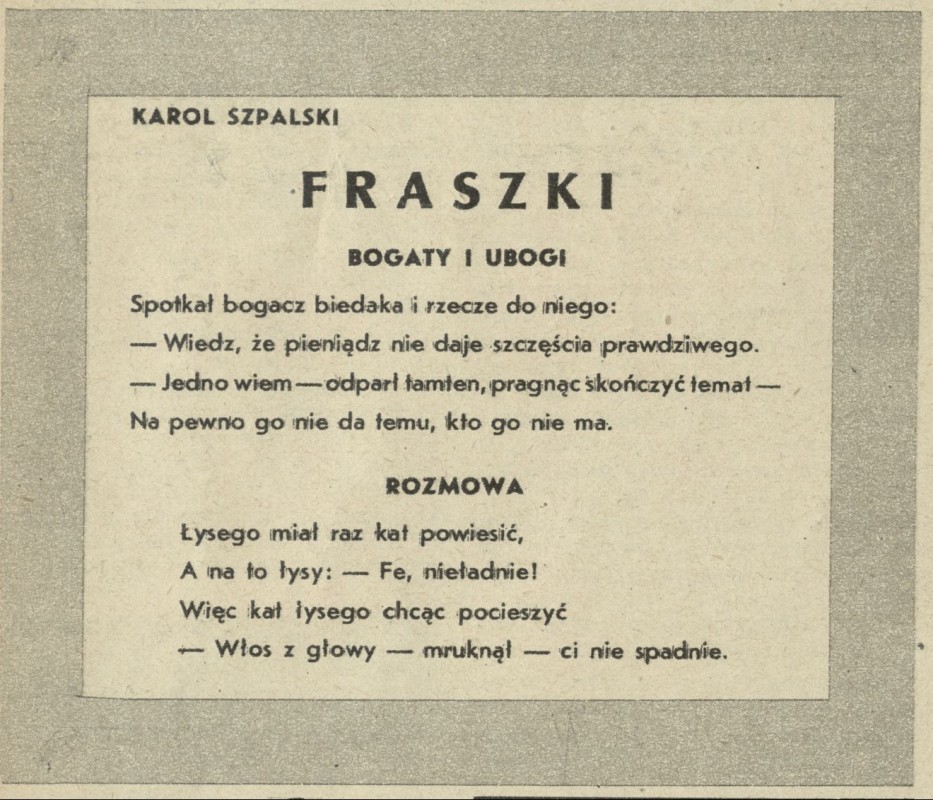 KAROL SZPALSKI
FRASZKI
BOGATY I UBOGI
Spotkał bogacz biedaka i rzecze do niego:
— Wiedz, że pieniądz nie daje szczęścia prawdziwego.
— Jedno wiem — odparł tamten, pragnąc skończyć temat —
Na pewno go nie da temu, kto go nie ma.
ROZMOWA
Łysego miał raz kat powiesić,
A na to łysy: — Fe, nieładnie!
Więc kat łysego chcąc pocieszyć
— Włos z głowy — mruknął — ci nie spadnie.